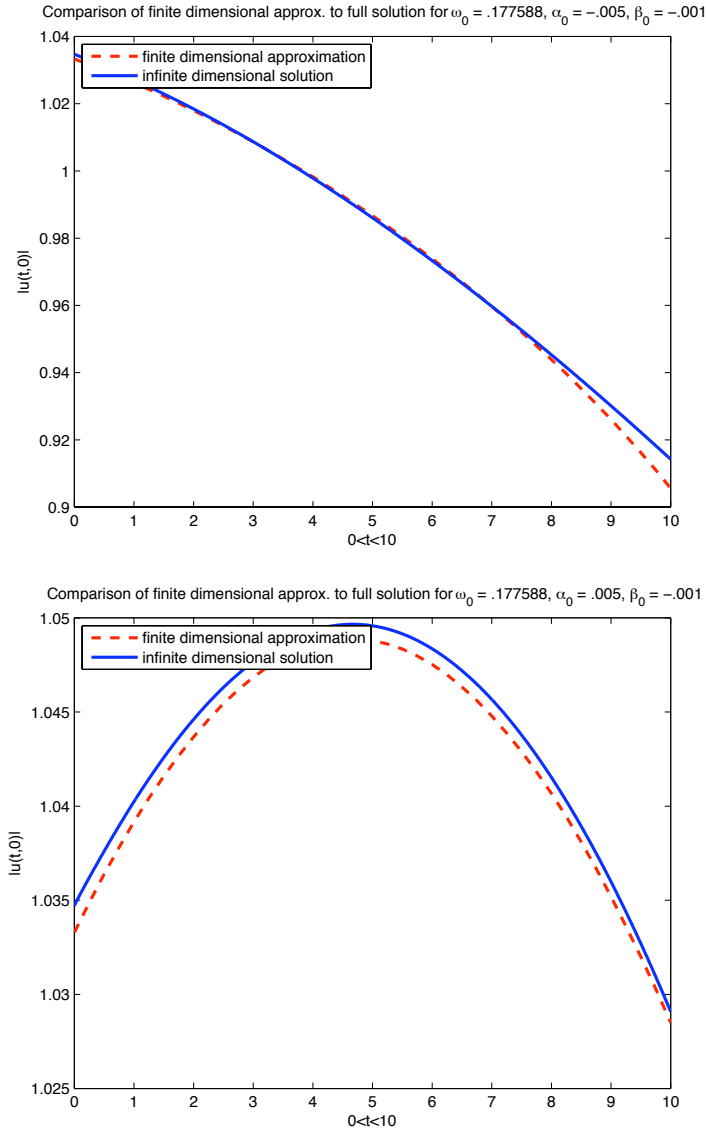 Comparison of finite dimensional approx. to full solution for ω₀ = .177588, α₀ = −.005, β₀ = −.001
1.04
finite dimensional approximation
infinite dimensional solution
1.02
1
0.98
|u(t,0)|
0.96
0.94
0.92
0.9
0 1 2 3 4 5 6 7 8 9 10
0<t<10
Comparison of finite dimensional approx. to full solution for ω₀ = .177588, α₀ = .005, β₀ = −.001
1.05
finite dimensional approximation
infinite dimensional solution
1.045
1.04
|u(t,0)|
1.035
1.03
1.025
0 1 2 3 4 5 6 7 8 9 10
0<t<10